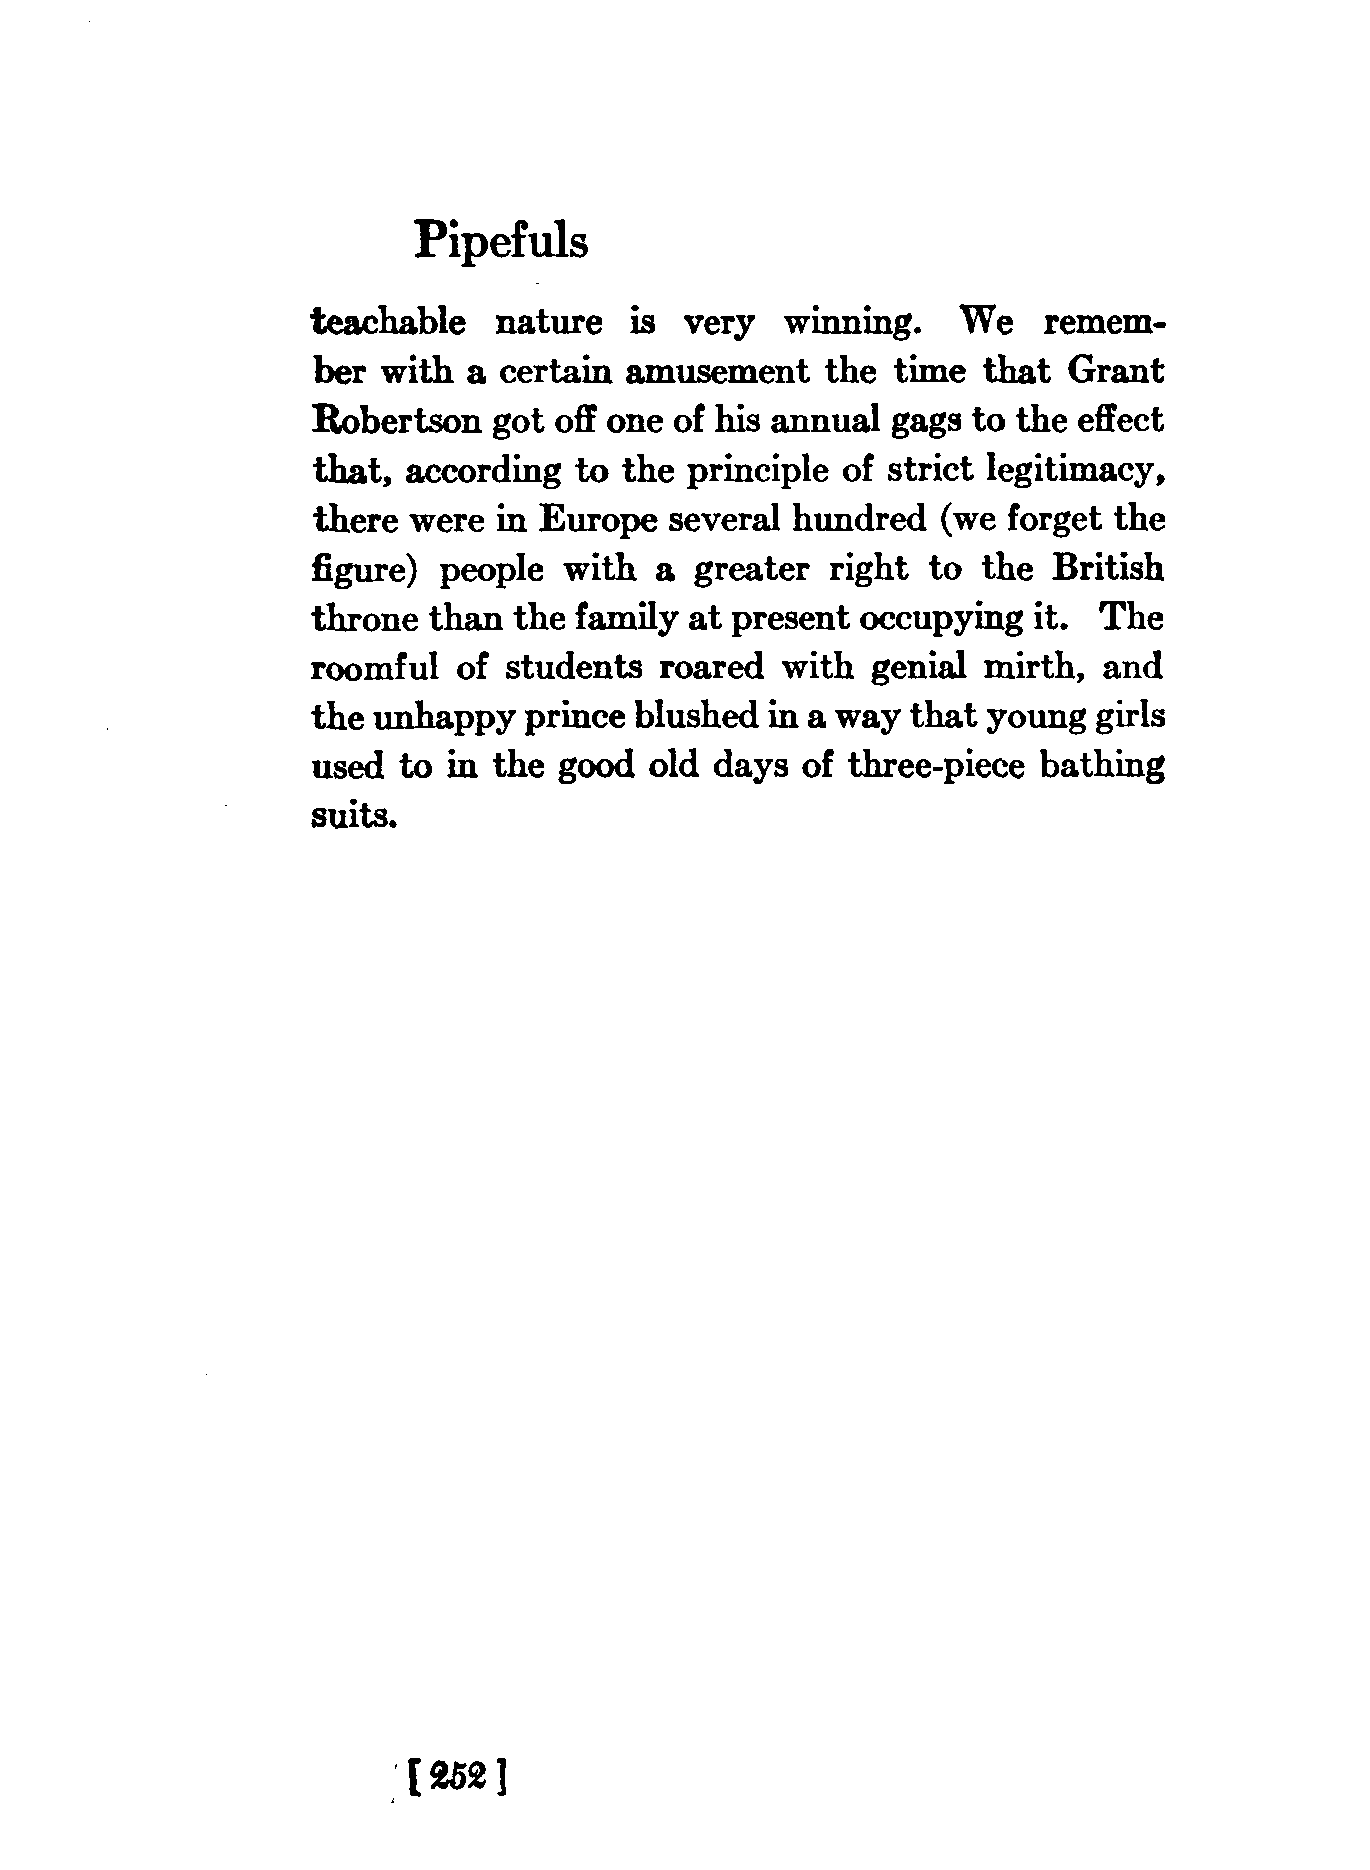 Pipefuls
teachable nature is very winning. We remem-
ber with a certain amusement the time that Grant
Robertson got off one of his annual gags to the effect
that, according to the principle of strict legitimacy,
there were in Europe several hundred (we forget the
figure) people with a greater right to the British
throne than the family at present occupying it. The
roomful of students roared with genial mirth, and
the unhappy prince blushed in a way that young girls
used to in the good old days of three-piece bathing
suits.
[252]